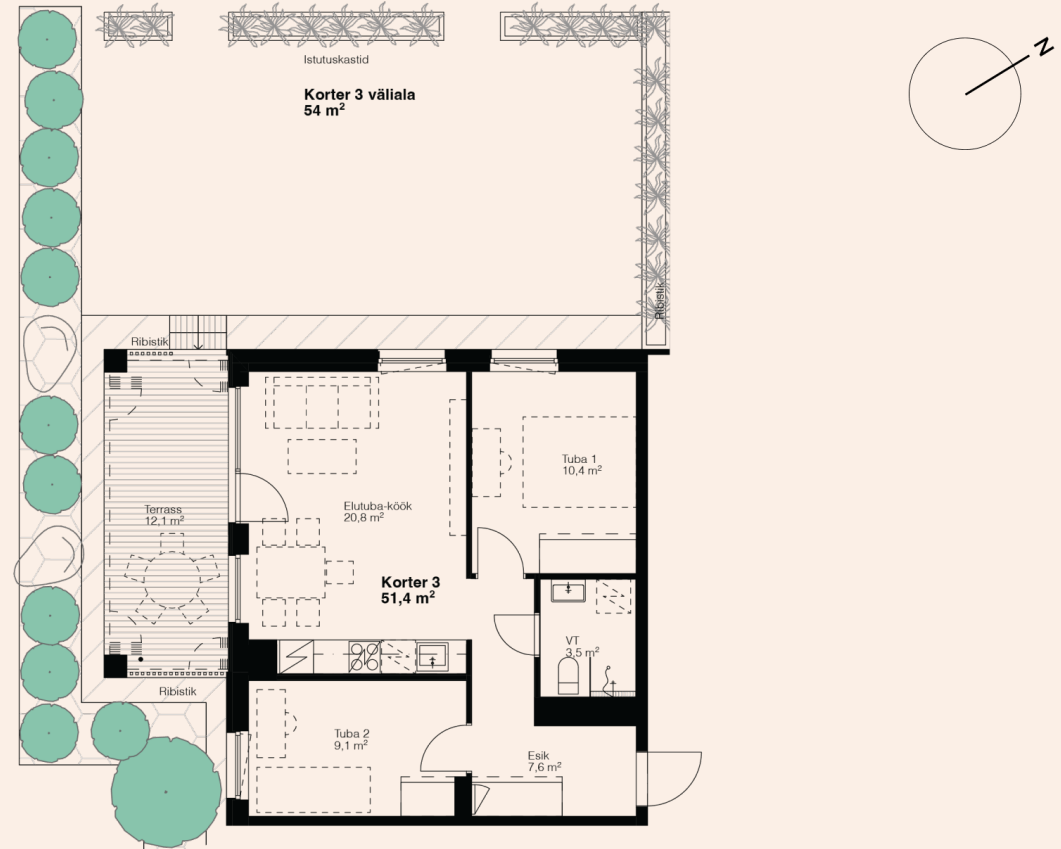 N
Istutuskastid
Korter 3 väliala
54 m²
Ribistik
Ribistik
Tuba 1
10,4 m²
Terrass
12,1 m²
Elutuba-köök
20,8 m²
Korter 3
51,4 m²
VT
3,5 m²
Ribistik
Tuba 2
9,1 m²
Esik
7,6 m²